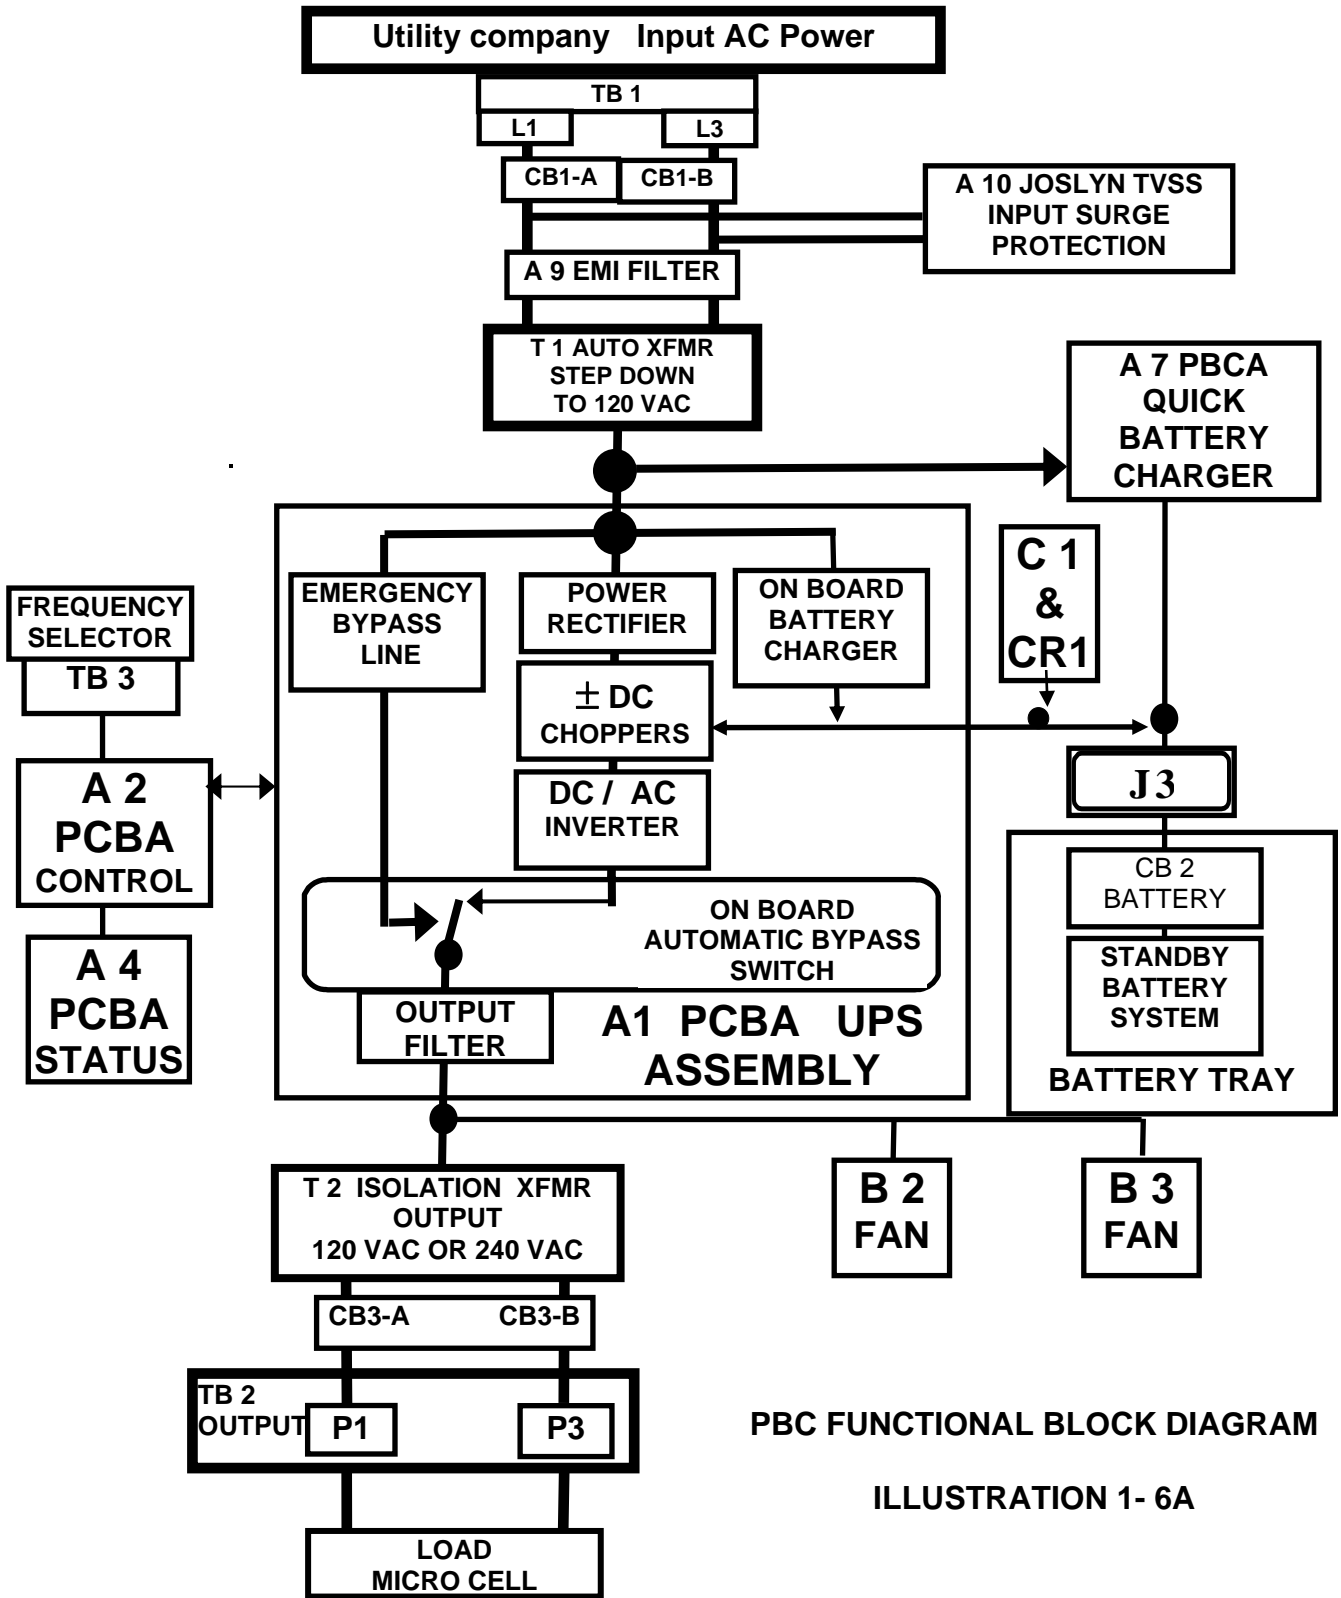 Utility company Input AC Power
TB 1
L1
L3
CB1-A
CB1-B
A 10 JOSLYN TVSS
INPUT SURGE
PROTECTION
A 9 EMI FILTER
T 1 AUTO XFMR
STEP DOWN
TO 120 VAC
A 7 PBCA
QUICK
BATTERY
CHARGER
EMERGENCY
BYPASS
LINE
POWER
RECTIFIER
ON BOARD
BATTERY
CHARGER
C 1
&
CR1
FREQUENCY
SELECTOR
TB 3
± DC
CHOPPERS
A 2
PCBA
CONTROL
DC / AC
INVERTER
J3
CB 2
BATTERY
ON BOARD
AUTOMATIC BYPASS
SWITCH
A 4
PCBA
STATUS
STANDBY
BATTERY
SYSTEM
OUTPUT
FILTER
A1 PCBA UPS
ASSEMBLY
BATTERY TRAY
T 2 ISOLATION XFMR
OUTPUT
120 VAC OR 240 VAC
B 2
FAN
B 3
FAN
CB3-A
CB3-B
TB 2
OUTPUT
P1
P3
PBC FUNCTIONAL BLOCK DIAGRAM
ILLUSTRATION 1- 6A
LOAD
MICRO CELL